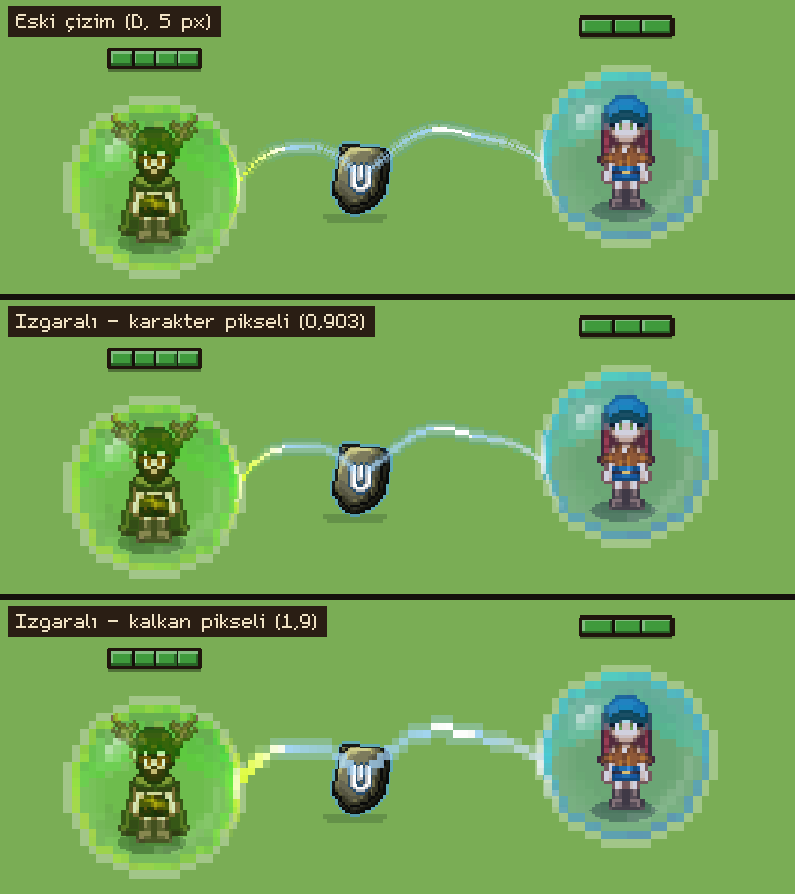 Eski çizim (D, 5 px)
Izgaralı - karakter pikseli (0,903)
Izgaralı - kalkan pikseli (1,9)